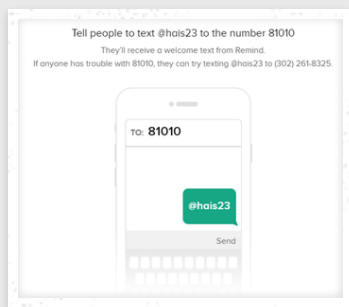 Tell people to text @hais23 to the number 81010
They'll receive a welcome text from Remind.
If anyone has trouble with 81010, they can try texting @hais23 to (302) 261-8325.
TO: 81010
@hais23
Send